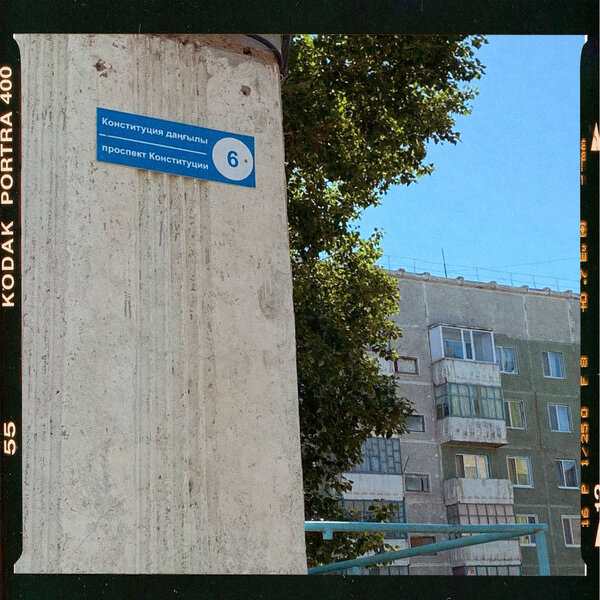 Конституция даңғылы
проспект Конституции
6
KODAK PORTRA 400
55